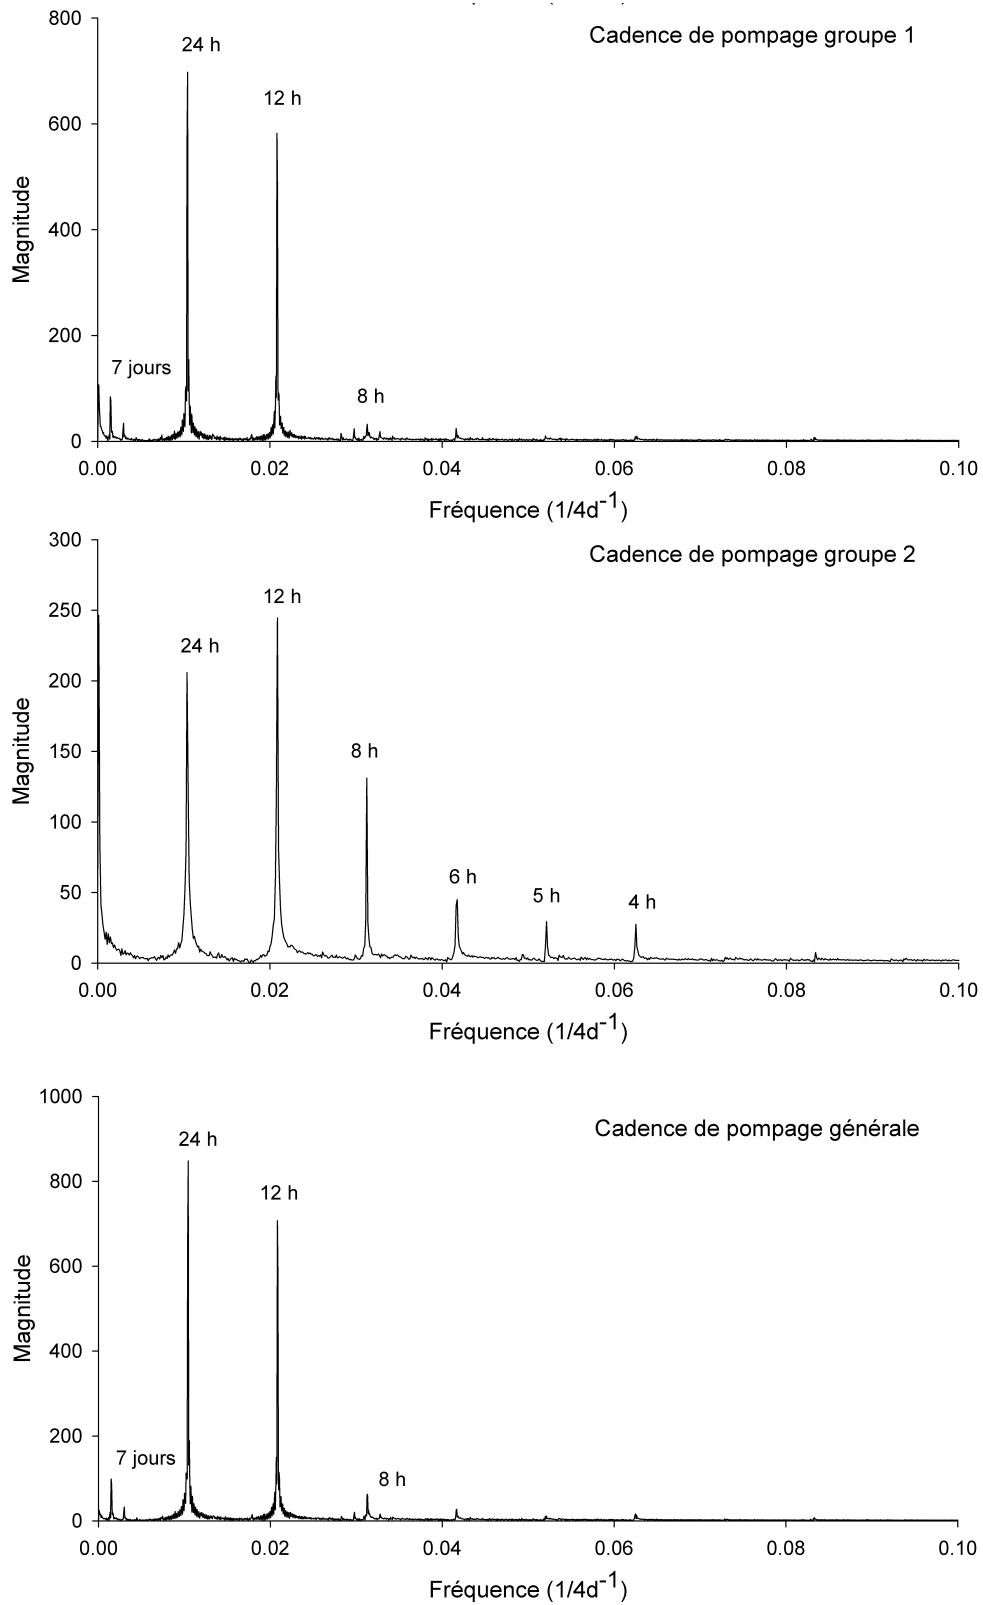 800
24 h
Cadence de pompage groupe 1
12 h
600
Magnitude
400
200
7 jours
8 h
0
0.00 0.02 0.04 0.06 0.08 0.10
Fréquence (1/4d-1)
300
Cadence de pompage groupe 2
12 h
250
24 h
200
8 h
Magnitude
150
100
6 h
5 h
4 h
50
0
0.00 0.02 0.04 0.06 0.08 0.10
Fréquence (1/4d-1)
1000
24 h
Cadence de pompage générale
800
12 h
Magnitude
600
400
7 jours
200
8 h
0
0.00 0.02 0.04 0.06 0.08 0.10
Fréquence (1/4d-1)